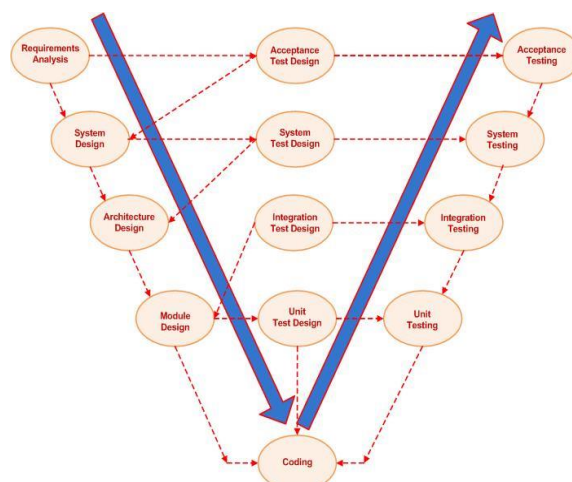 Requirements
Analysis
Acceptance
Test Design
Acceptance
Testing
System
Design
System
Test Design
System
Testing
Architecture
Design
Integration
Test Design
Integration
Testing
Module
Design
Unit
Test Design
Unit
Testing
Coding